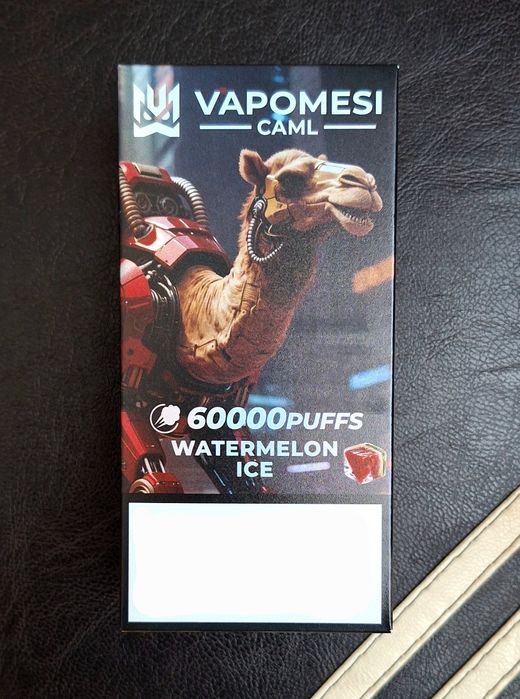 VAPOMESI
CAML
60000PUFFS
WATERMELON
ICE